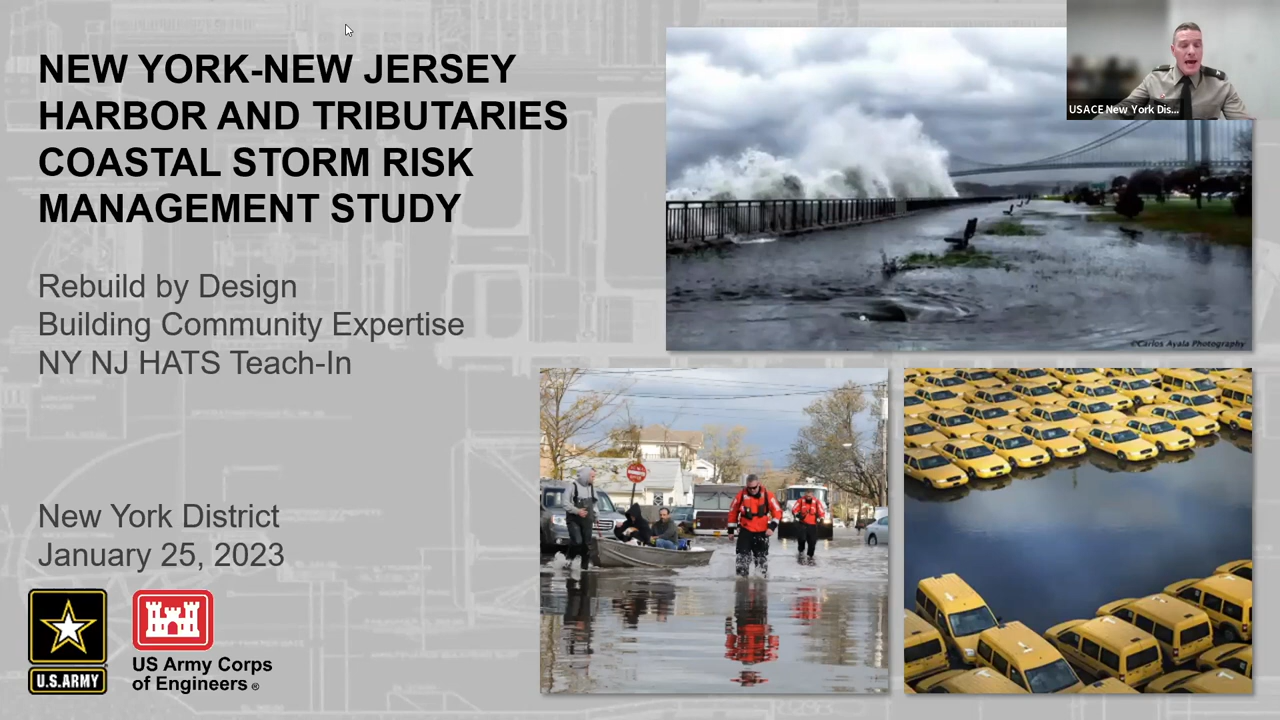 NEW YORK-NEW JERSEY
HARBOR AND TRIBUTARIES
COASTAL STORM RISK
MANAGEMENT STUDY
USACE New York Dis...
©Carlos Ayala Photography
Rebuild by Design
Building Community Expertise
NY NJ HATS Teach-In
New York District
January 25, 2023
U.S.ARMY
US Army Corps
of Engineers ®